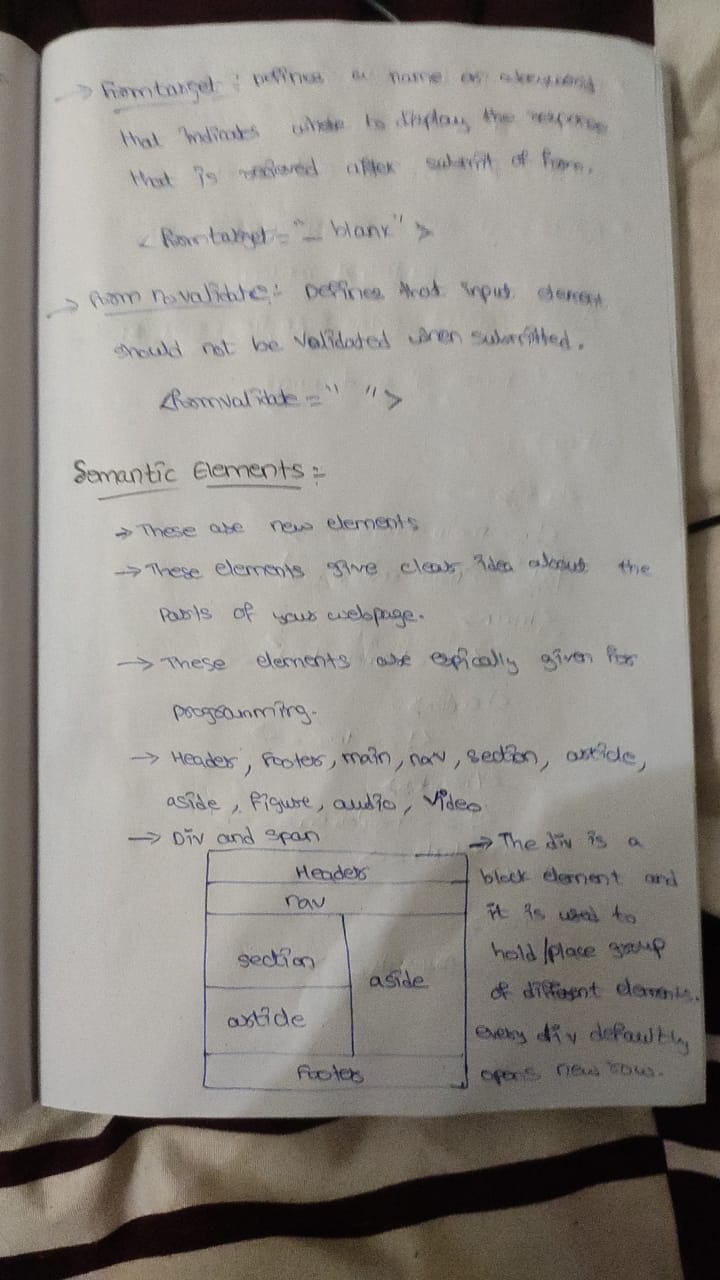 → Formtarget : Defines a name or a keyword
that indicates where to display the response
that is recieved after submit of form.
< Formtarget = "_ blank" >
→ Form novalidate :- Defines that input element
should not be validated when submitted.
<Formvalidate = " ">
Semantic Elements :-
→ These are new elements
→ These elements give clear idea about the
Parts of your webpage.
→ These elements are espically given for
programming.
→ Header, Footer, main, nav, section, article,
aside, figure, audio, video
→ Div and span
Header
nav
section
aside
article
Footer
→ The div is a
block element and
it is used to
hold/place group
of different elements.
every div defaultly
opens new row.